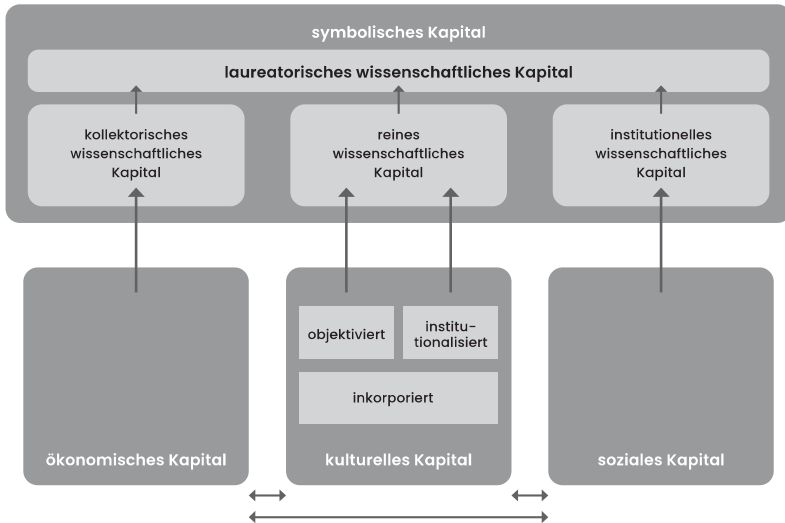 symbolisches Kapital
laureatorisches wissenschaftliches Kapital
kollektorisches
wissenschaftliches
Kapital
reines
wissenschaftliches
Kapital
institutionelles
wissenschaftliches
Kapital
objektiviert
institu-
tionalisiert
inkorporiert
ökonomisches Kapital
kulturelles Kapital
soziales Kapital